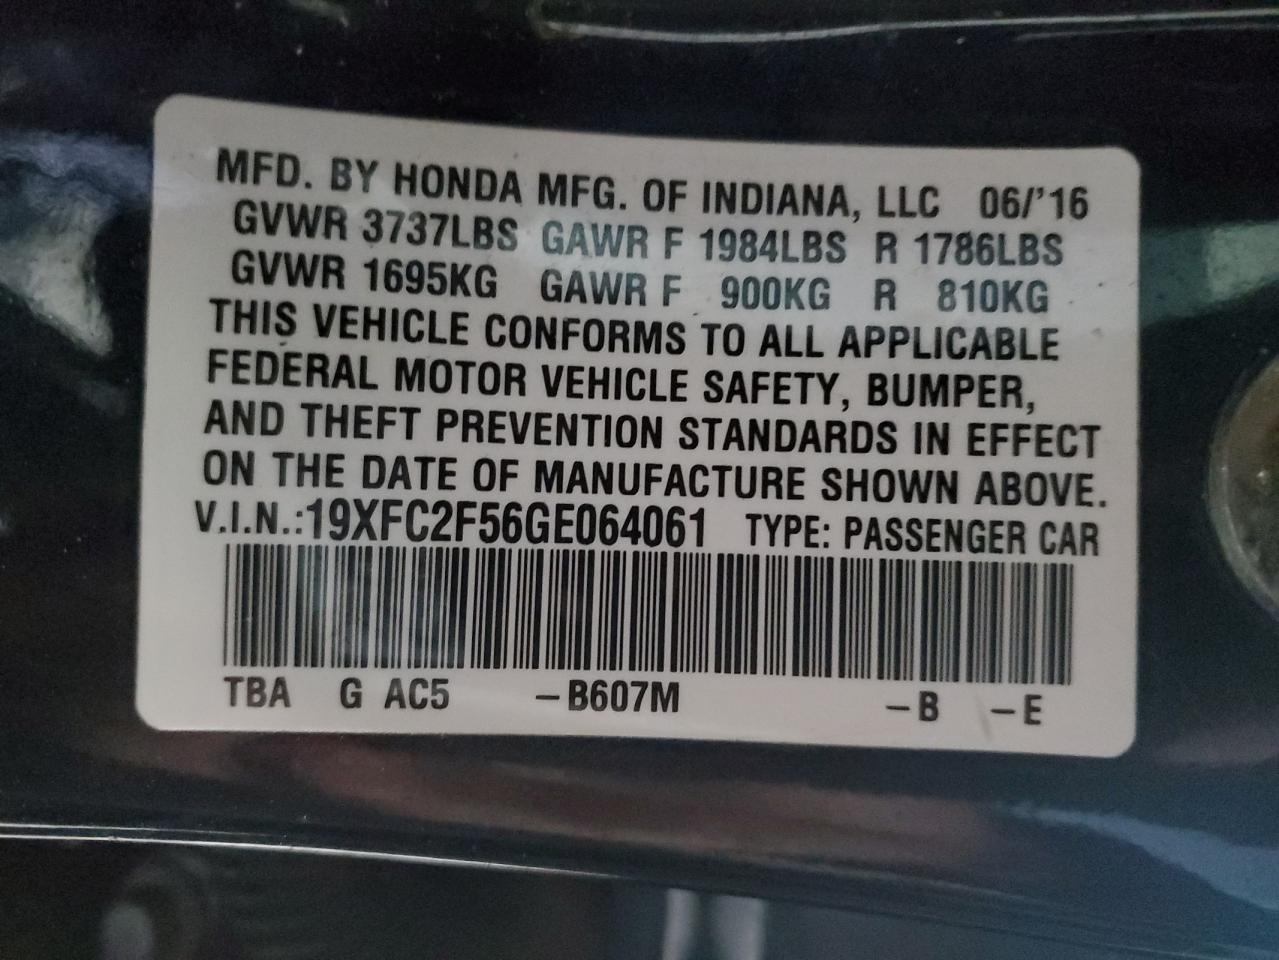 MFD. BY HONDA MFG. OF INDIANA, LLC 06/'16
GVWR 3737LBS GAWR F 1984LBS R 1786LBS
GVWR 1695KG GAWR F 900KG R 810KG
THIS VEHICLE CONFORMS TO ALL APPLICABLE
FEDERAL MOTOR VEHICLE SAFETY, BUMPER,
AND THEFT PREVENTION STANDARDS IN EFFECT
ON THE DATE OF MANUFACTURE SHOWN ABOVE.
V.I.N.:19XFC2F56GE064061 TYPE: PASSENGER CAR
TBA G AC5 –B607M –B –E